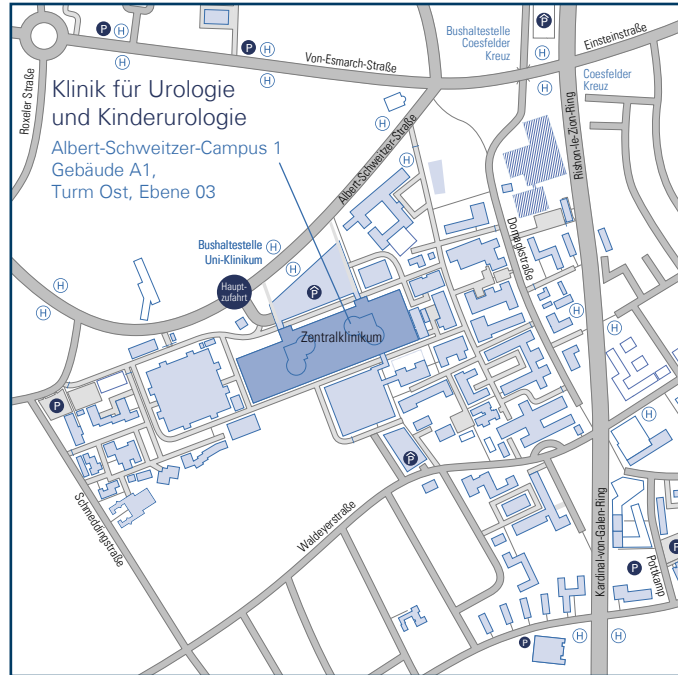 P
H
P
H
Bushaltestelle
Coesfelder
Kreuz
P
H
H
Einsteinstraße
Von-Esmarch-Straße
H
H
H
H
Coesfelder
Kreuz
Roxeler Straße
Klinik für Urologie
und Kinderurologie
Albert-Schweitzer-Campus 1
Gebäude A1,
Turm Ost, Ebene 03
Rishon-le-Zion-Ring
Albert-Schweitzer-Straße
H
H
Domagkstraße
Bushaltestelle
Uni-Klinikum
H
H
H
H
Haupt-
zufahrt
P
H
H
Zentralklinikum
P
H
P
Schmeddingstraße
Waldeyerstraße
Kardinal-von-Galen-Ring
P
P
Pottkamp
P
H
H